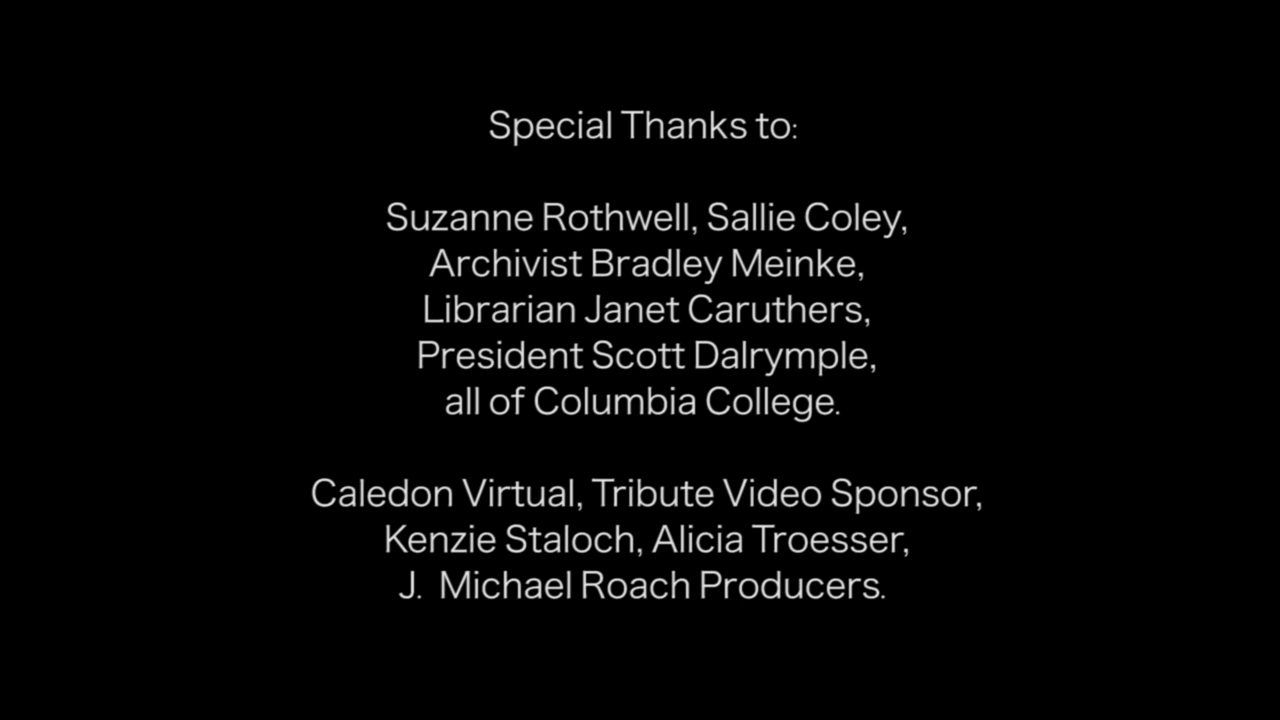 Special Thanks to:
Suzanne Rothwell, Sallie Coley,
Archivist Bradley Meinke,
Librarian Janet Caruthers,
President Scott Dalrymple,
all of Columbia College.
Caledon Virtual, Tribute Video Sponsor,
Kenzie Staloch, Alicia Troesser,
J.  Michael Roach Producers.